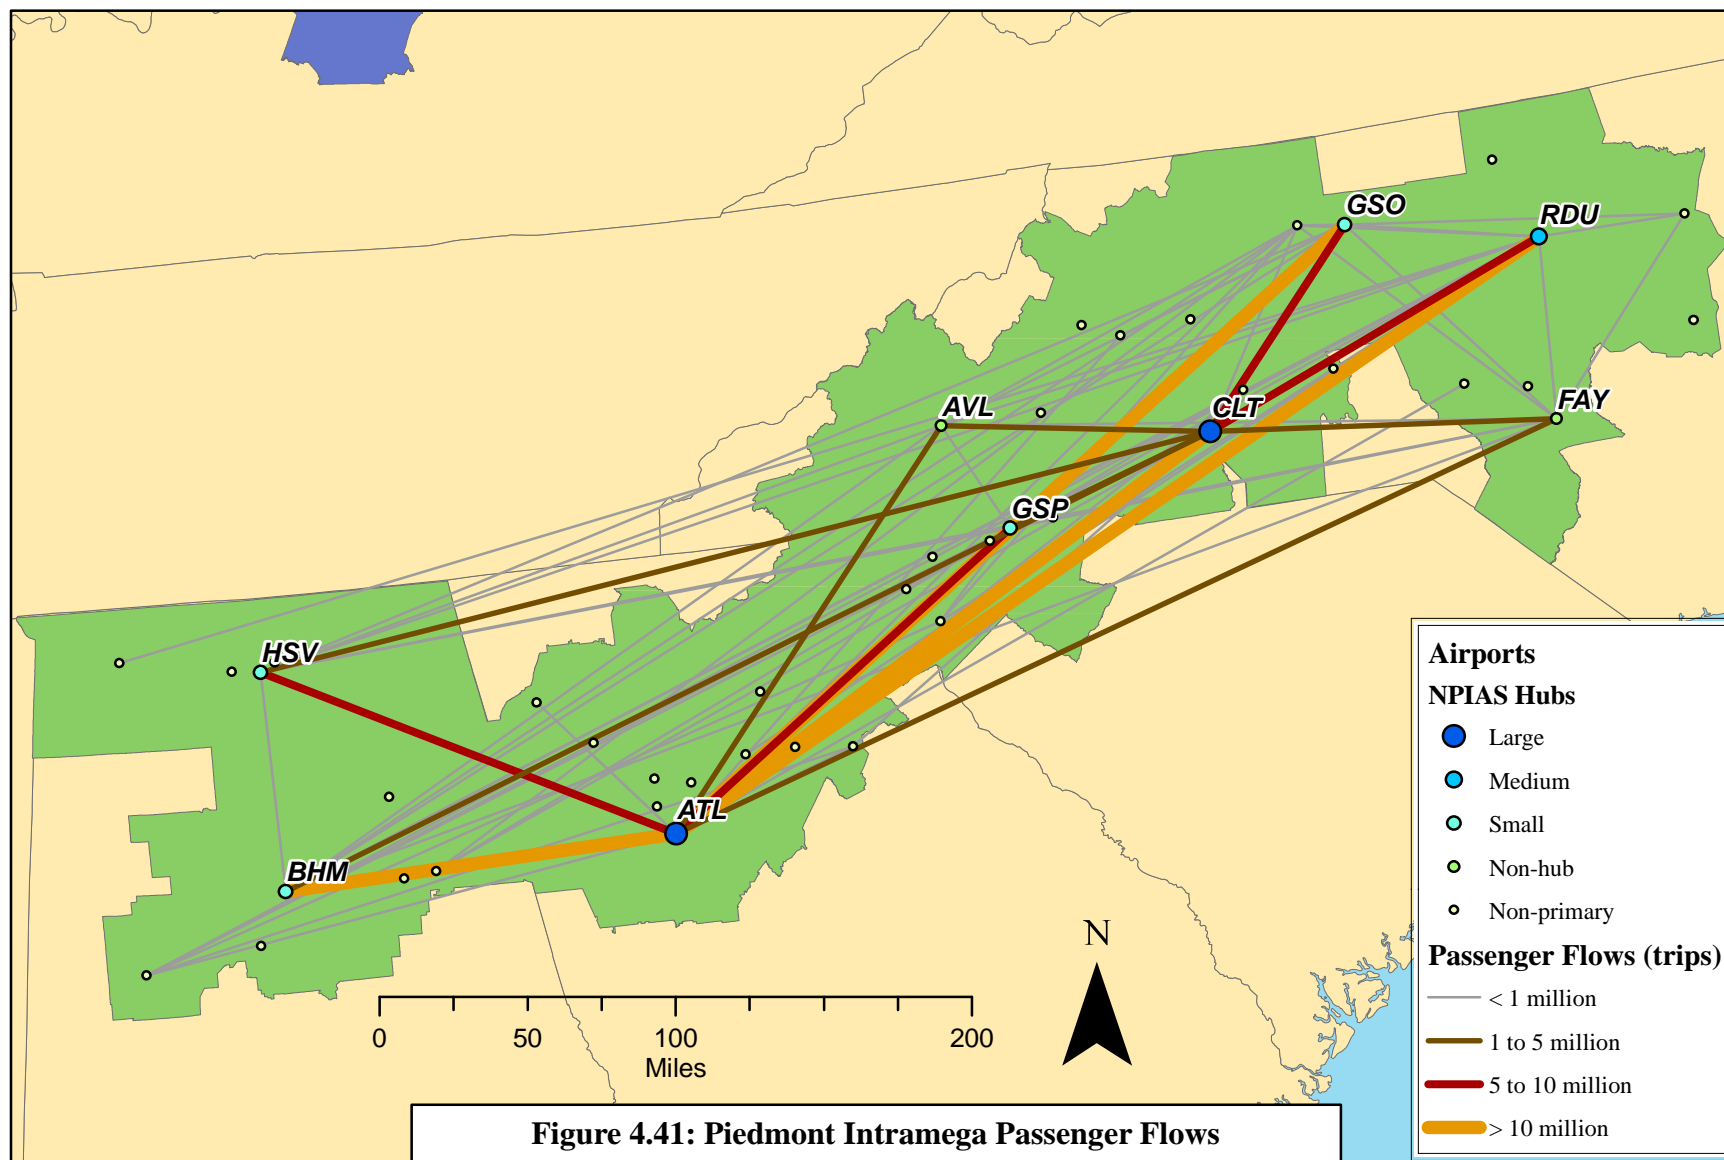 GSO
RDU
AVL
CLT
FAY
GSP
HSV
ATL
BHM
N
0 50 100 200
Miles
Airports
NPIAS Hubs
Large
Medium
Small
Non-hub
Non-primary
Passenger Flows (trips)
< 1 million
1 to 5 million
5 to 10 million
> 10 million
Figure 4.41: Piedmont Intramega Passenger Flows